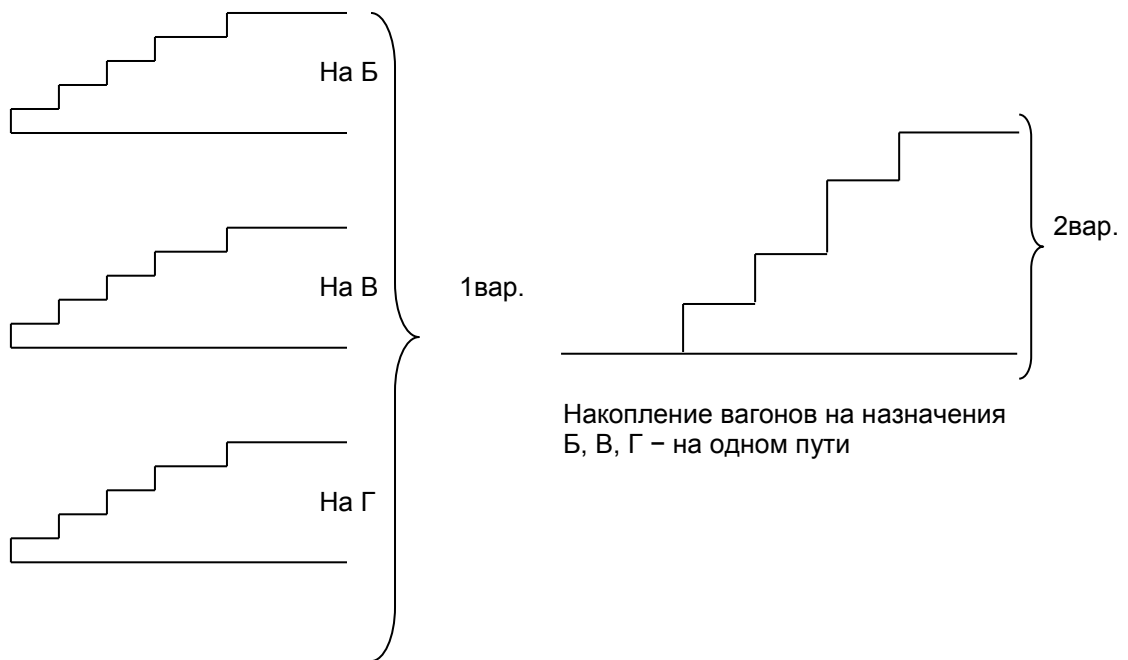 На Б
На В
На Г
1вар.
2вар.
Накопление вагонов на назначения
Б, В, Г − на одном пути